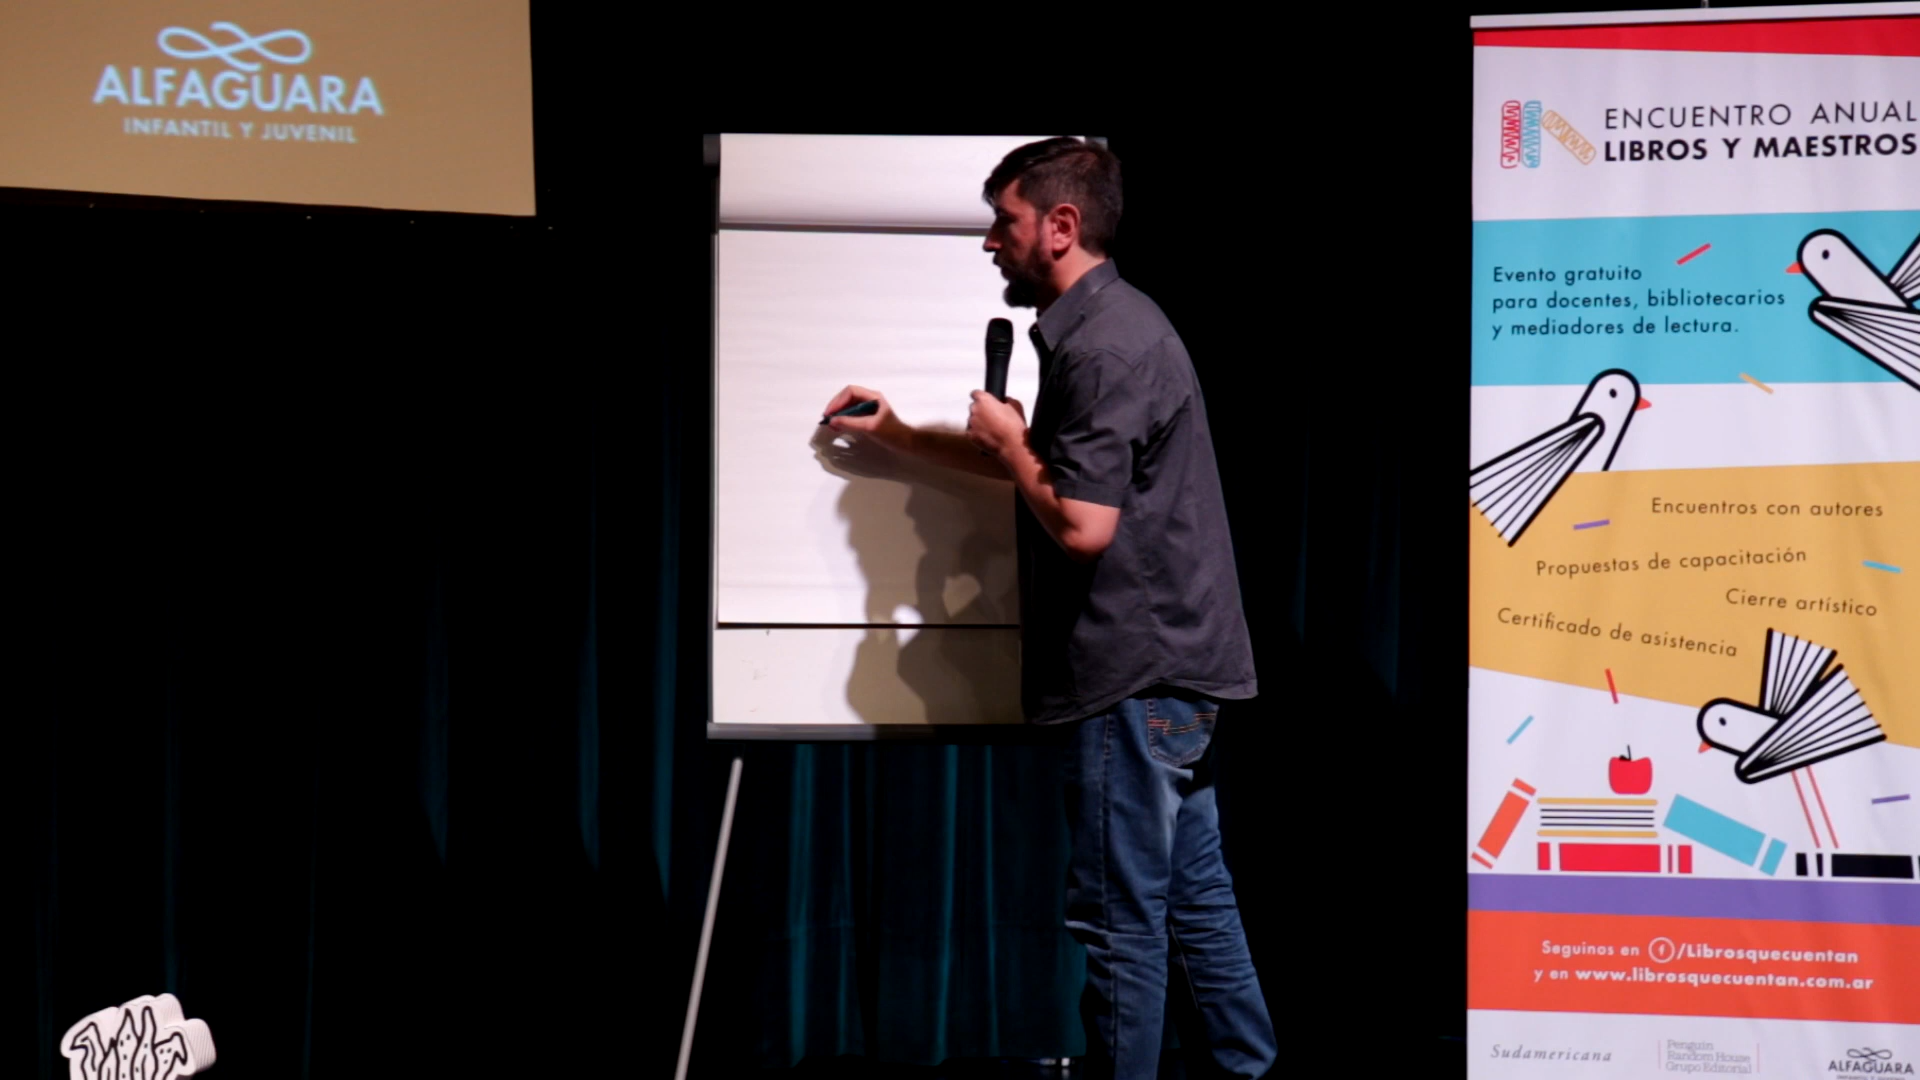 ALFAGUARA
INFANTIL Y JUVENIL
ENCUENTRO ANUAL
LIBROS Y MAESTROS
Evento gratuito
para docentes, bibliotecarios
y mediadores de lectura.
Encuentros con autores
Propuestas de capacitación
Cierre artístico
Certificado de asistencia
Seguinos en f/Librosquecuentan
y en www.librosquecuentan.com.ar
Sudamericana
Penguin
Random House
Grupo Editorial
ALFAGUARA
INFANTIL Y JUVENIL